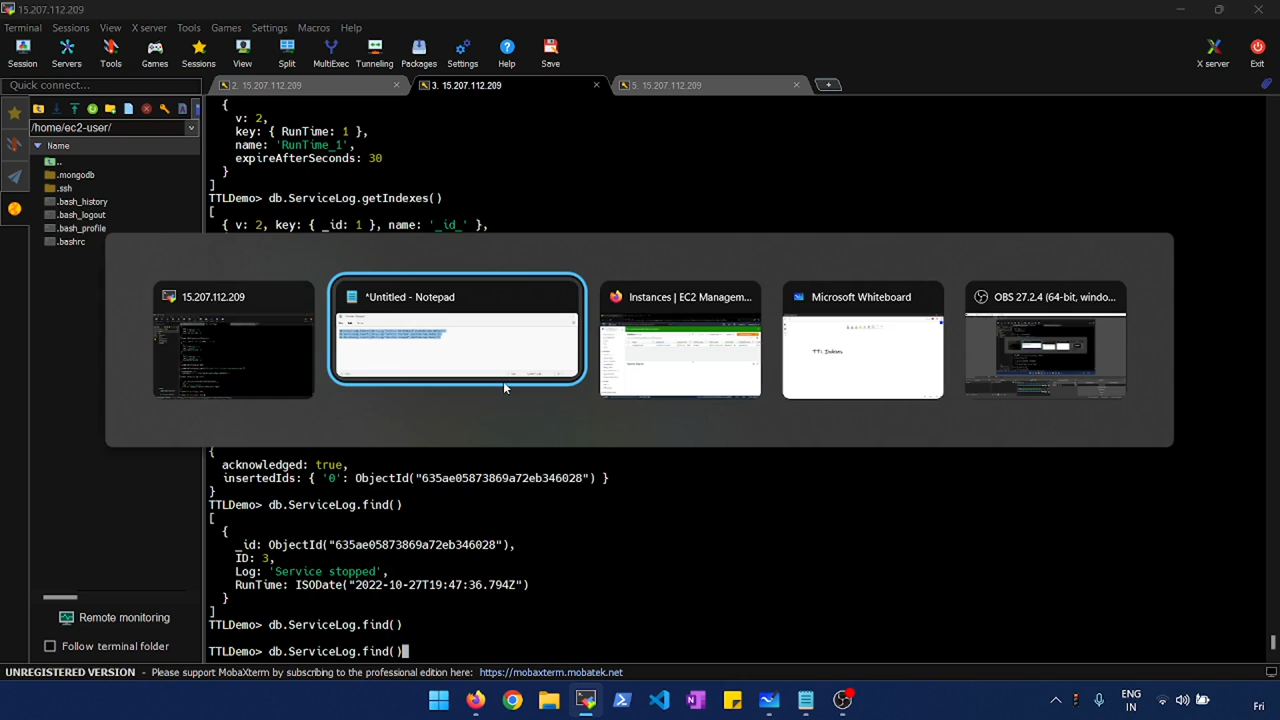 15.207.112.209
Terminal Sessions View X server Tools Games Settings Macros Help
Session Servers Tools Games Sessions View Split MultiExec Tunneling Packages Settings Help Save X server Exit
Quick connect...
2. 15.207.112.209
3. 15.207.112.209
5. 15.207.112.209
/home/ec2-user/
Name
..
.mongodb
.ssh
.bash_history
.bash_logout
.bash_profile
.bashrc
{
v: 2,
key: { RunTime: 1 },
name: 'RunTime_1',
expireAfterSeconds: 30
}
]
TTLDemo> db.ServiceLog.getIndexes()
[
{ v: 2, key: { _id: 1 }, name: '_id_' },
15.207.112.209
*Untitled - Notepad
Instances | EC2 Managem...
Microsoft Whiteboard
OBS 27.2.4 (64-bit, windo...
{
acknowledged: true,
insertedIds: { '0': ObjectId("635ae05873869a72eb346028") }
}
TTLDemo> db.ServiceLog.find()
[
{
_id: ObjectId("635ae05873869a72eb346028"),
ID: 3,
Log: 'Service stopped',
RunTime: ISODate("2022-10-27T19:47:36.794Z")
}
]
TTLDemo> db.ServiceLog.find()
TTLDemo> db.ServiceLog.find()
Remote monitoring
Follow terminal folder
UNREGISTERED VERSION - Please support MobaXterm by subscribing to the professional edition here: https://mobaxterm.mobatek.net
ENG
IN
Fri